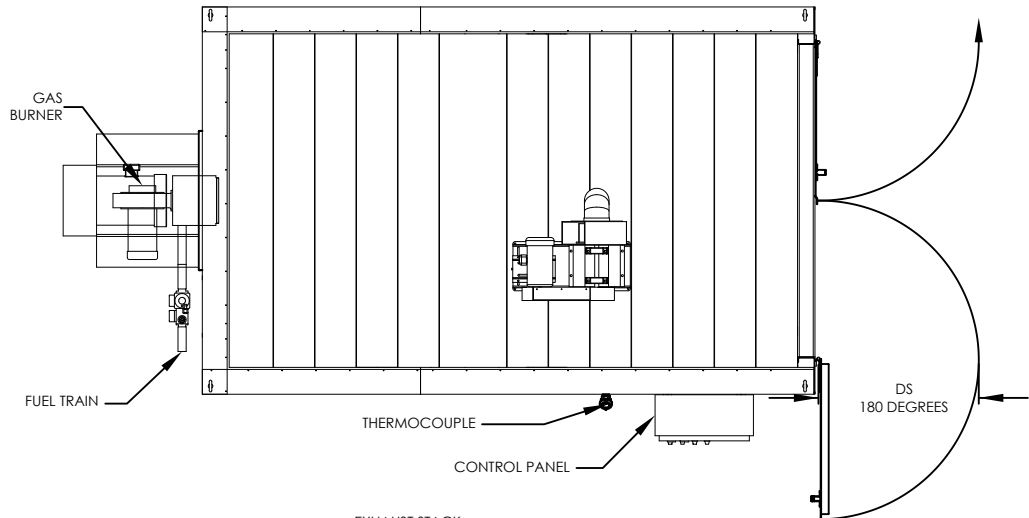 GAS
BURNER
FUEL TRAIN
THERMOCOUPLE
CONTROL PANEL
DS
180 DEGREES